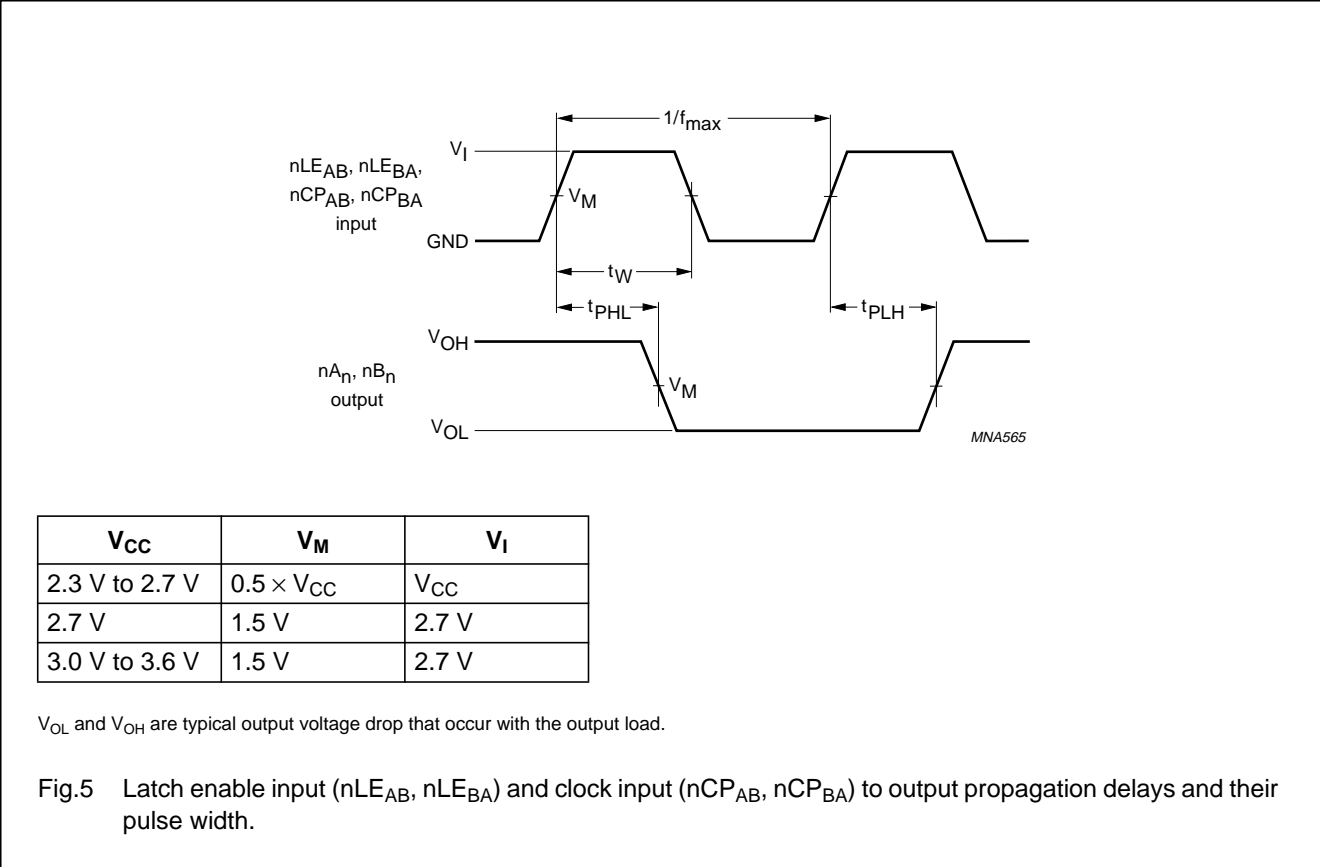 1/fmax
VI
nLEAB, nLEBA,
nCPAB, nCPBA
input
VM
GND
tW
tPHL
tPLH
VOH
nAn, nBn
output
VM
VOL
MNA565
VCC VM VI
2.3 V to 2.7 V 0.5 × VCC VCC
2.7 V 1.5 V 2.7 V
3.0 V to 3.6 V 1.5 V 2.7 V
VOL and VOH are typical output voltage drop that occur with the output load.
Fig.5 Latch enable input (nLEAB, nLEBA) and clock input (nCPAB, nCPBA) to output propagation delays and their
pulse width.